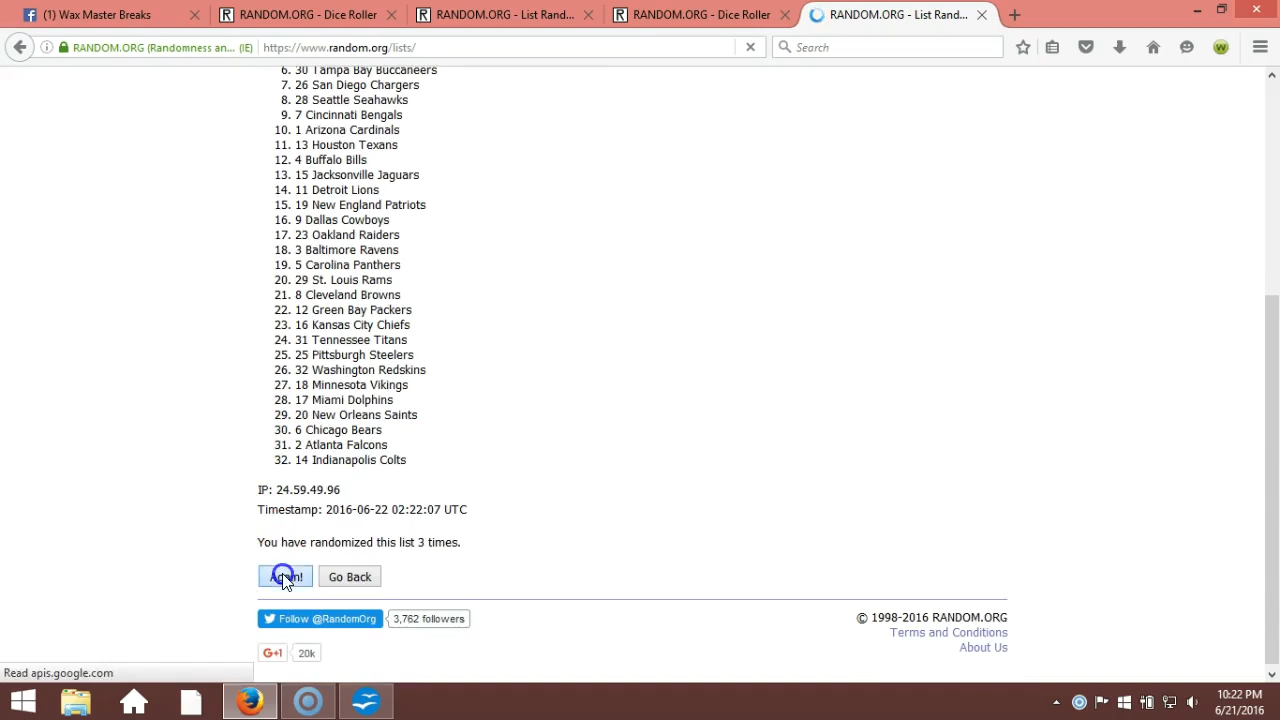 (1) Wax Master Breaks
RANDOM.ORG - Dice Roller
RANDOM.ORG - List Rand...
RANDOM.ORG - Dice Roller
RANDOM.ORG - List Rand...
RANDOM.ORG (Randomness an... (IE)
https://www.random.org/lists/
Search
6. 30 Tampa Bay Buccaneers
7. 26 San Diego Chargers
8. 28 Seattle Seahawks
9. 7 Cincinnati Bengals
10. 1 Arizona Cardinals
11. 13 Houston Texans
12. 4 Buffalo Bills
13. 15 Jacksonville Jaguars
14. 11 Detroit Lions
15. 19 New England Patriots
16. 9 Dallas Cowboys
17. 23 Oakland Raiders
18. 3 Baltimore Ravens
19. 5 Carolina Panthers
20. 29 St. Louis Rams
21. 8 Cleveland Browns
22. 12 Green Bay Packers
23. 16 Kansas City Chiefs
24. 31 Tennessee Titans
25. 25 Pittsburgh Steelers
26. 32 Washington Redskins
27. 18 Minnesota Vikings
28. 17 Miami Dolphins
29. 20 New Orleans Saints
30. 6 Chicago Bears
31. 2 Atlanta Falcons
32. 14 Indianapolis Colts
IP: 24.59.49.96
Timestamp: 2016-06-22 02:22:07 UTC
You have randomized this list 3 times.
Again! Go Back
Follow @RandomOrg 3,762 followers
© 1998-2016 RANDOM.ORG
Terms and Conditions
About Us
G+1 20k
Read apis.google.com
10:22 PM
6/21/2016